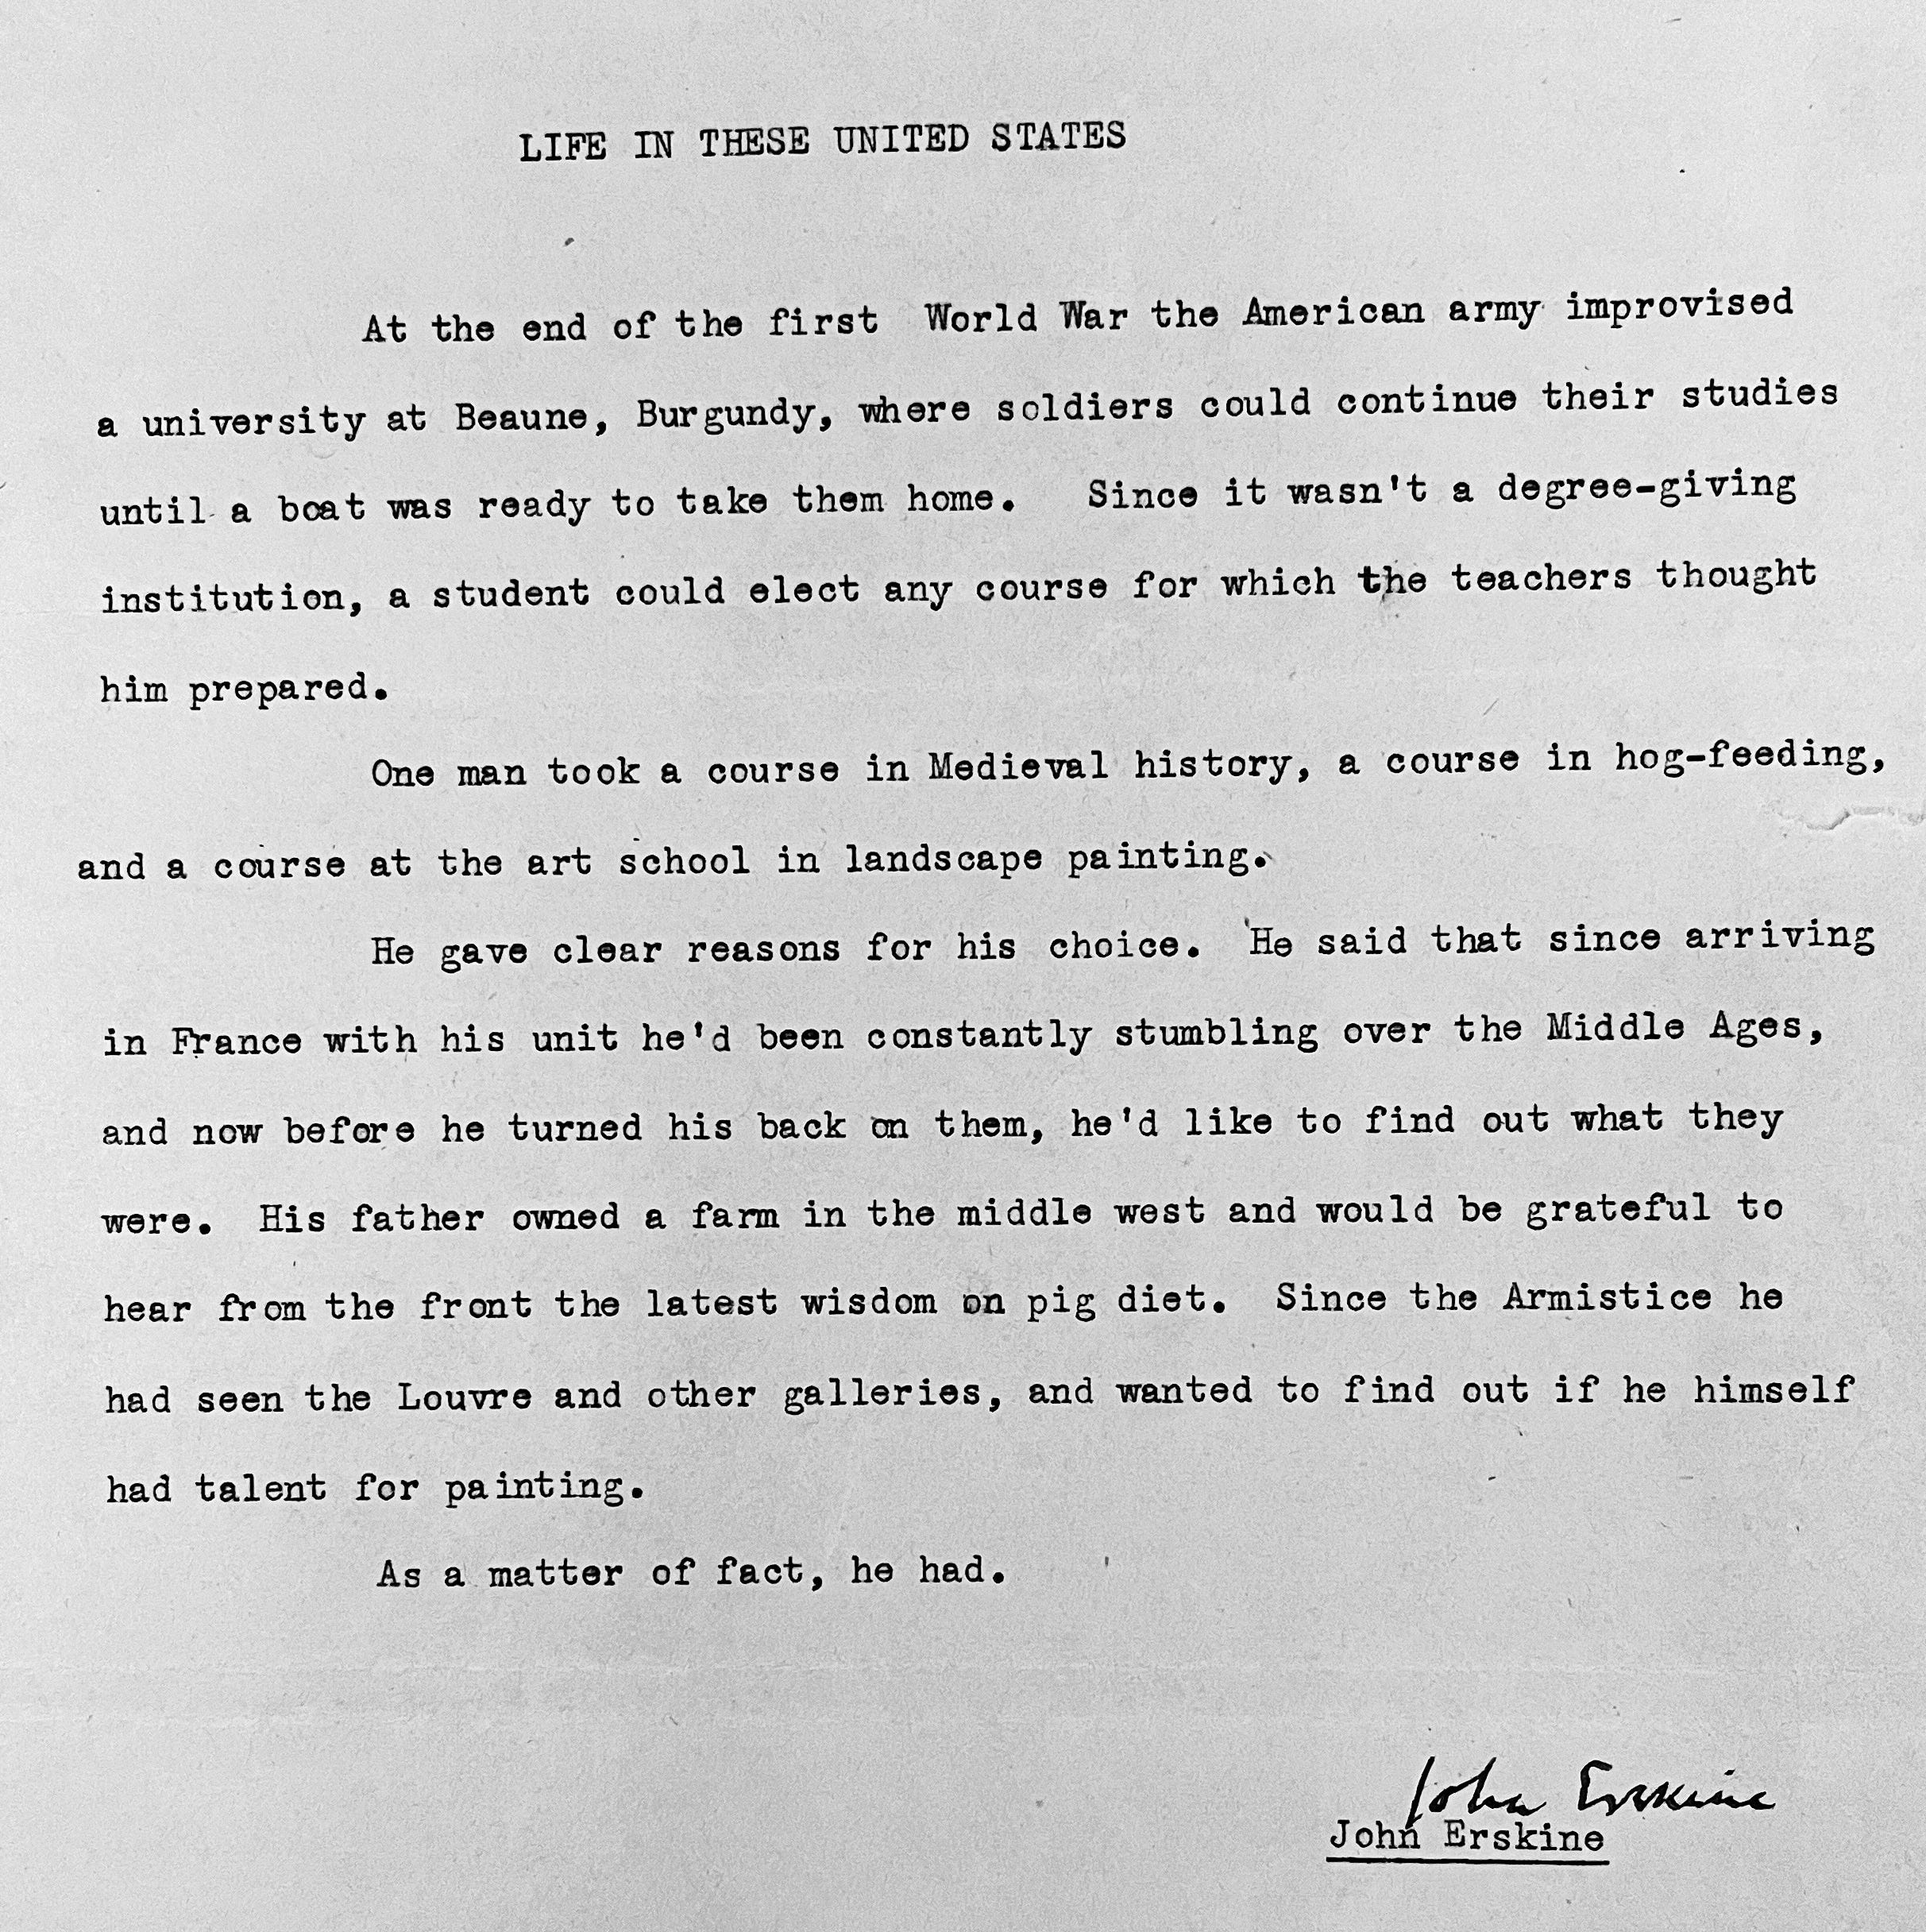 LIFE IN THESE UNITED STATES
At the end of the first World War the American army improvised
a university at Beaune, Burgundy, where soldiers could continue their studies
until a boat was ready to take them home. Since it wasn't a degree-giving
institution, a student could elect any course for which the teachers thought
him prepared.
One man took a course in Medieval history, a course in hog-feeding,
and a course at the art school in landscape painting.
He gave clear reasons for his choice. He said that since arriving
in France with his unit he'd been constantly stumbling over the Middle Ages,
and now before he turned his back on them, he'd like to find out what they
were. His father owned a farm in the middle west and would be grateful to
hear from the front the latest wisdom on pig diet. Since the Armistice he
had seen the Louvre and other galleries, and wanted to find out if he himself
had talent for painting.
As a matter of fact, he had.
John Erskine
John Erskine